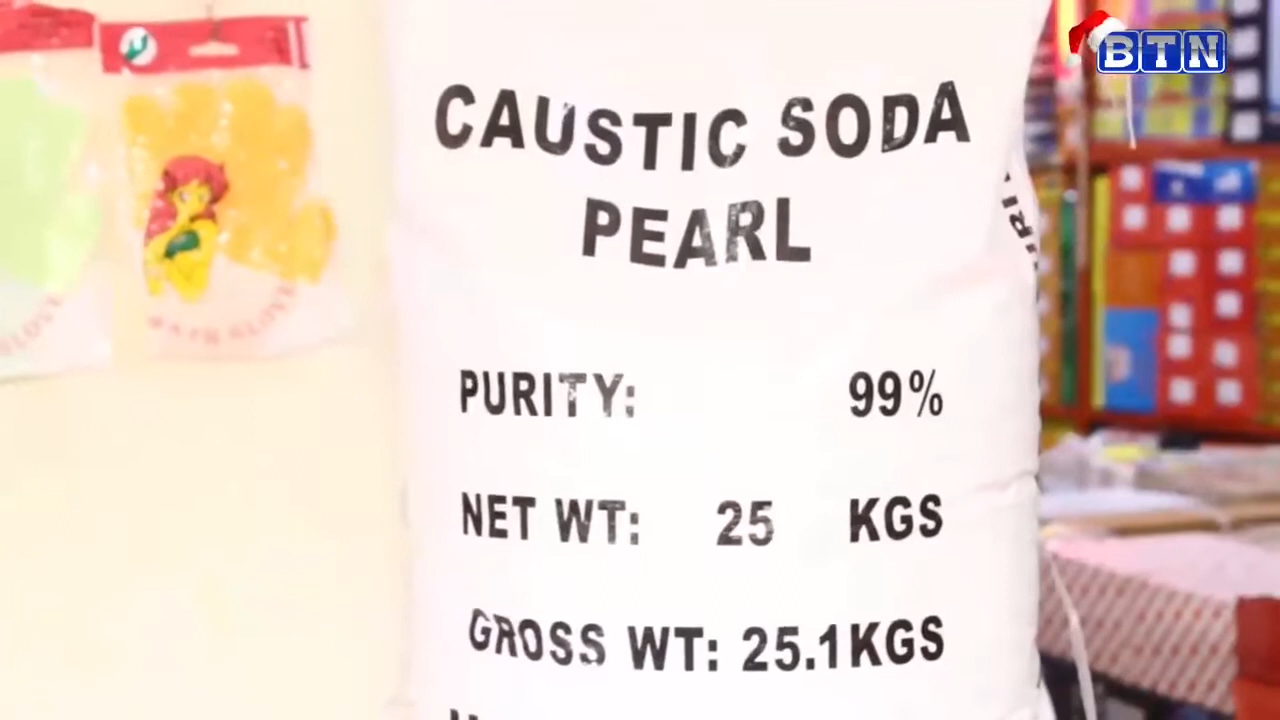 BTN
CAUSTIC SODA
PEARL
PURITY: 99%
NET WT: 25 KGS
GROSS WT: 25.1KGS